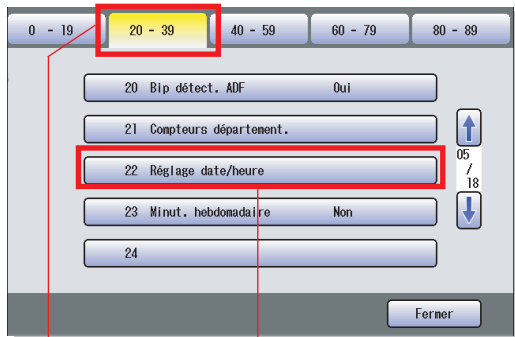 0 - 19 20 - 39 40 - 59 60 - 79 80 - 89
20 Bip détect. ADF Oui
21 Compteurs département.
05
/
18
22 Réglage date/heure
23 Minut. hebdomadaire Non
24
Fermer